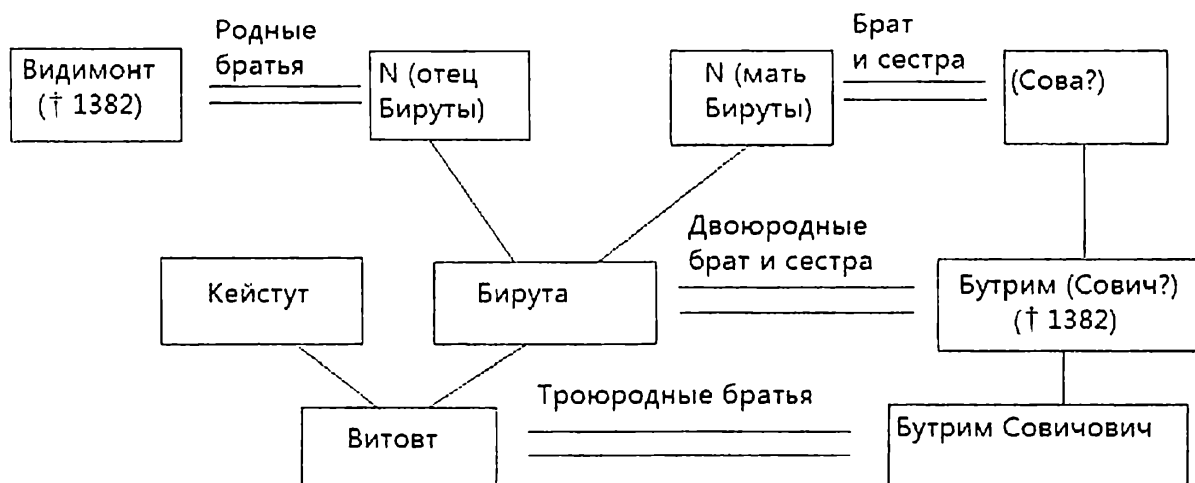 Родные
братья
Брат
и сестра
Видимонт
(† 1382)
N (отец
Бируты)
N (мать
Бируты)
(Сова?)
Двоюродные
брат и сестра
Кейстут
Бирута
Бутрим (Сович?)
(† 1382)
Троюродные братья
Витовт
Бутрим Совичович